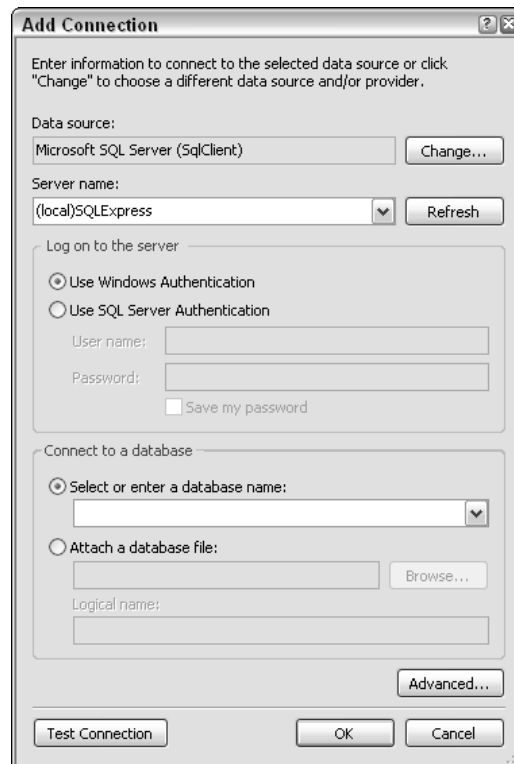 Add Connection
Enter information to connect to the selected data source or click
"Change" to choose a different data source and/or provider.
Data source:
Microsoft SQL Server (SqlClient)
Change...
Server name:
(local)SQLExpress
Refresh
Log on to the server
Use Windows Authentication
Use SQL Server Authentication
User name:
Password:
Save my password
Connect to a database
Select or enter a database name:
Attach a database file:
Browse...
Logical name:
Advanced...
Test Connection
OK
Cancel